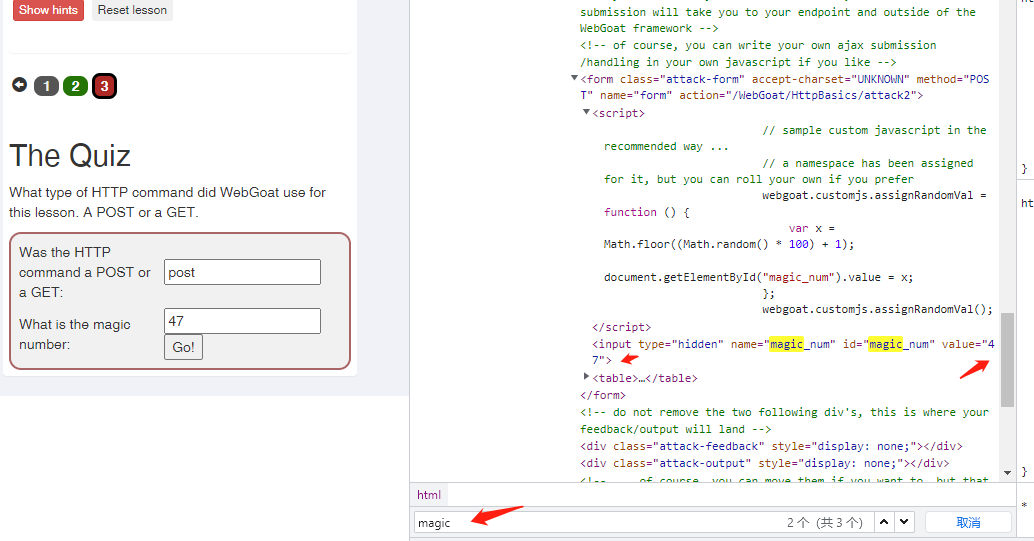 Show hints Reset lesson
1 2 3
The Quiz
What type of HTTP command did WebGoat use for
this lesson. A POST or a GET.
Was the HTTP
command a POST or
a GET:
post
What is the magic
number:
47
Go!
submission will take you to your endpoint and outside of the
WebGoat framework -->
<!-- of course, you can write your own ajax submission
/handling in your own javascript if you like -->
<form class="attack-form" accept-charset="UNKNOWN" method="POS
T" name="form" action="/WebGoat/HttpBasics/attack2">
<script>
// sample custom javascript in the
recommended way ...
// a namespace has been assigned
for it, but you can roll your own if you prefer
webgoat.customjs.assignRandomVal =
function () {
var x =
Math.floor((Math.random() * 100) + 1);
document.getElementById("magic_num").value = x;
};
webgoat.customjs.assignRandomVal();
</script>
<input type="hidden" name="magic_num" id="magic_num" value="4
7">
<table>…</table>
</form>
<!-- do not remove the two following div's, this is where your
feedback/output will land -->
<div class="attack-feedback" style="display: none;"></div>
<div class="attack-output" style="display: none;"></div>
<!-- ... of course, you can move them if you want to, but that
html
magic
2 个 (共 3 个)
取消
}
ht
}
*